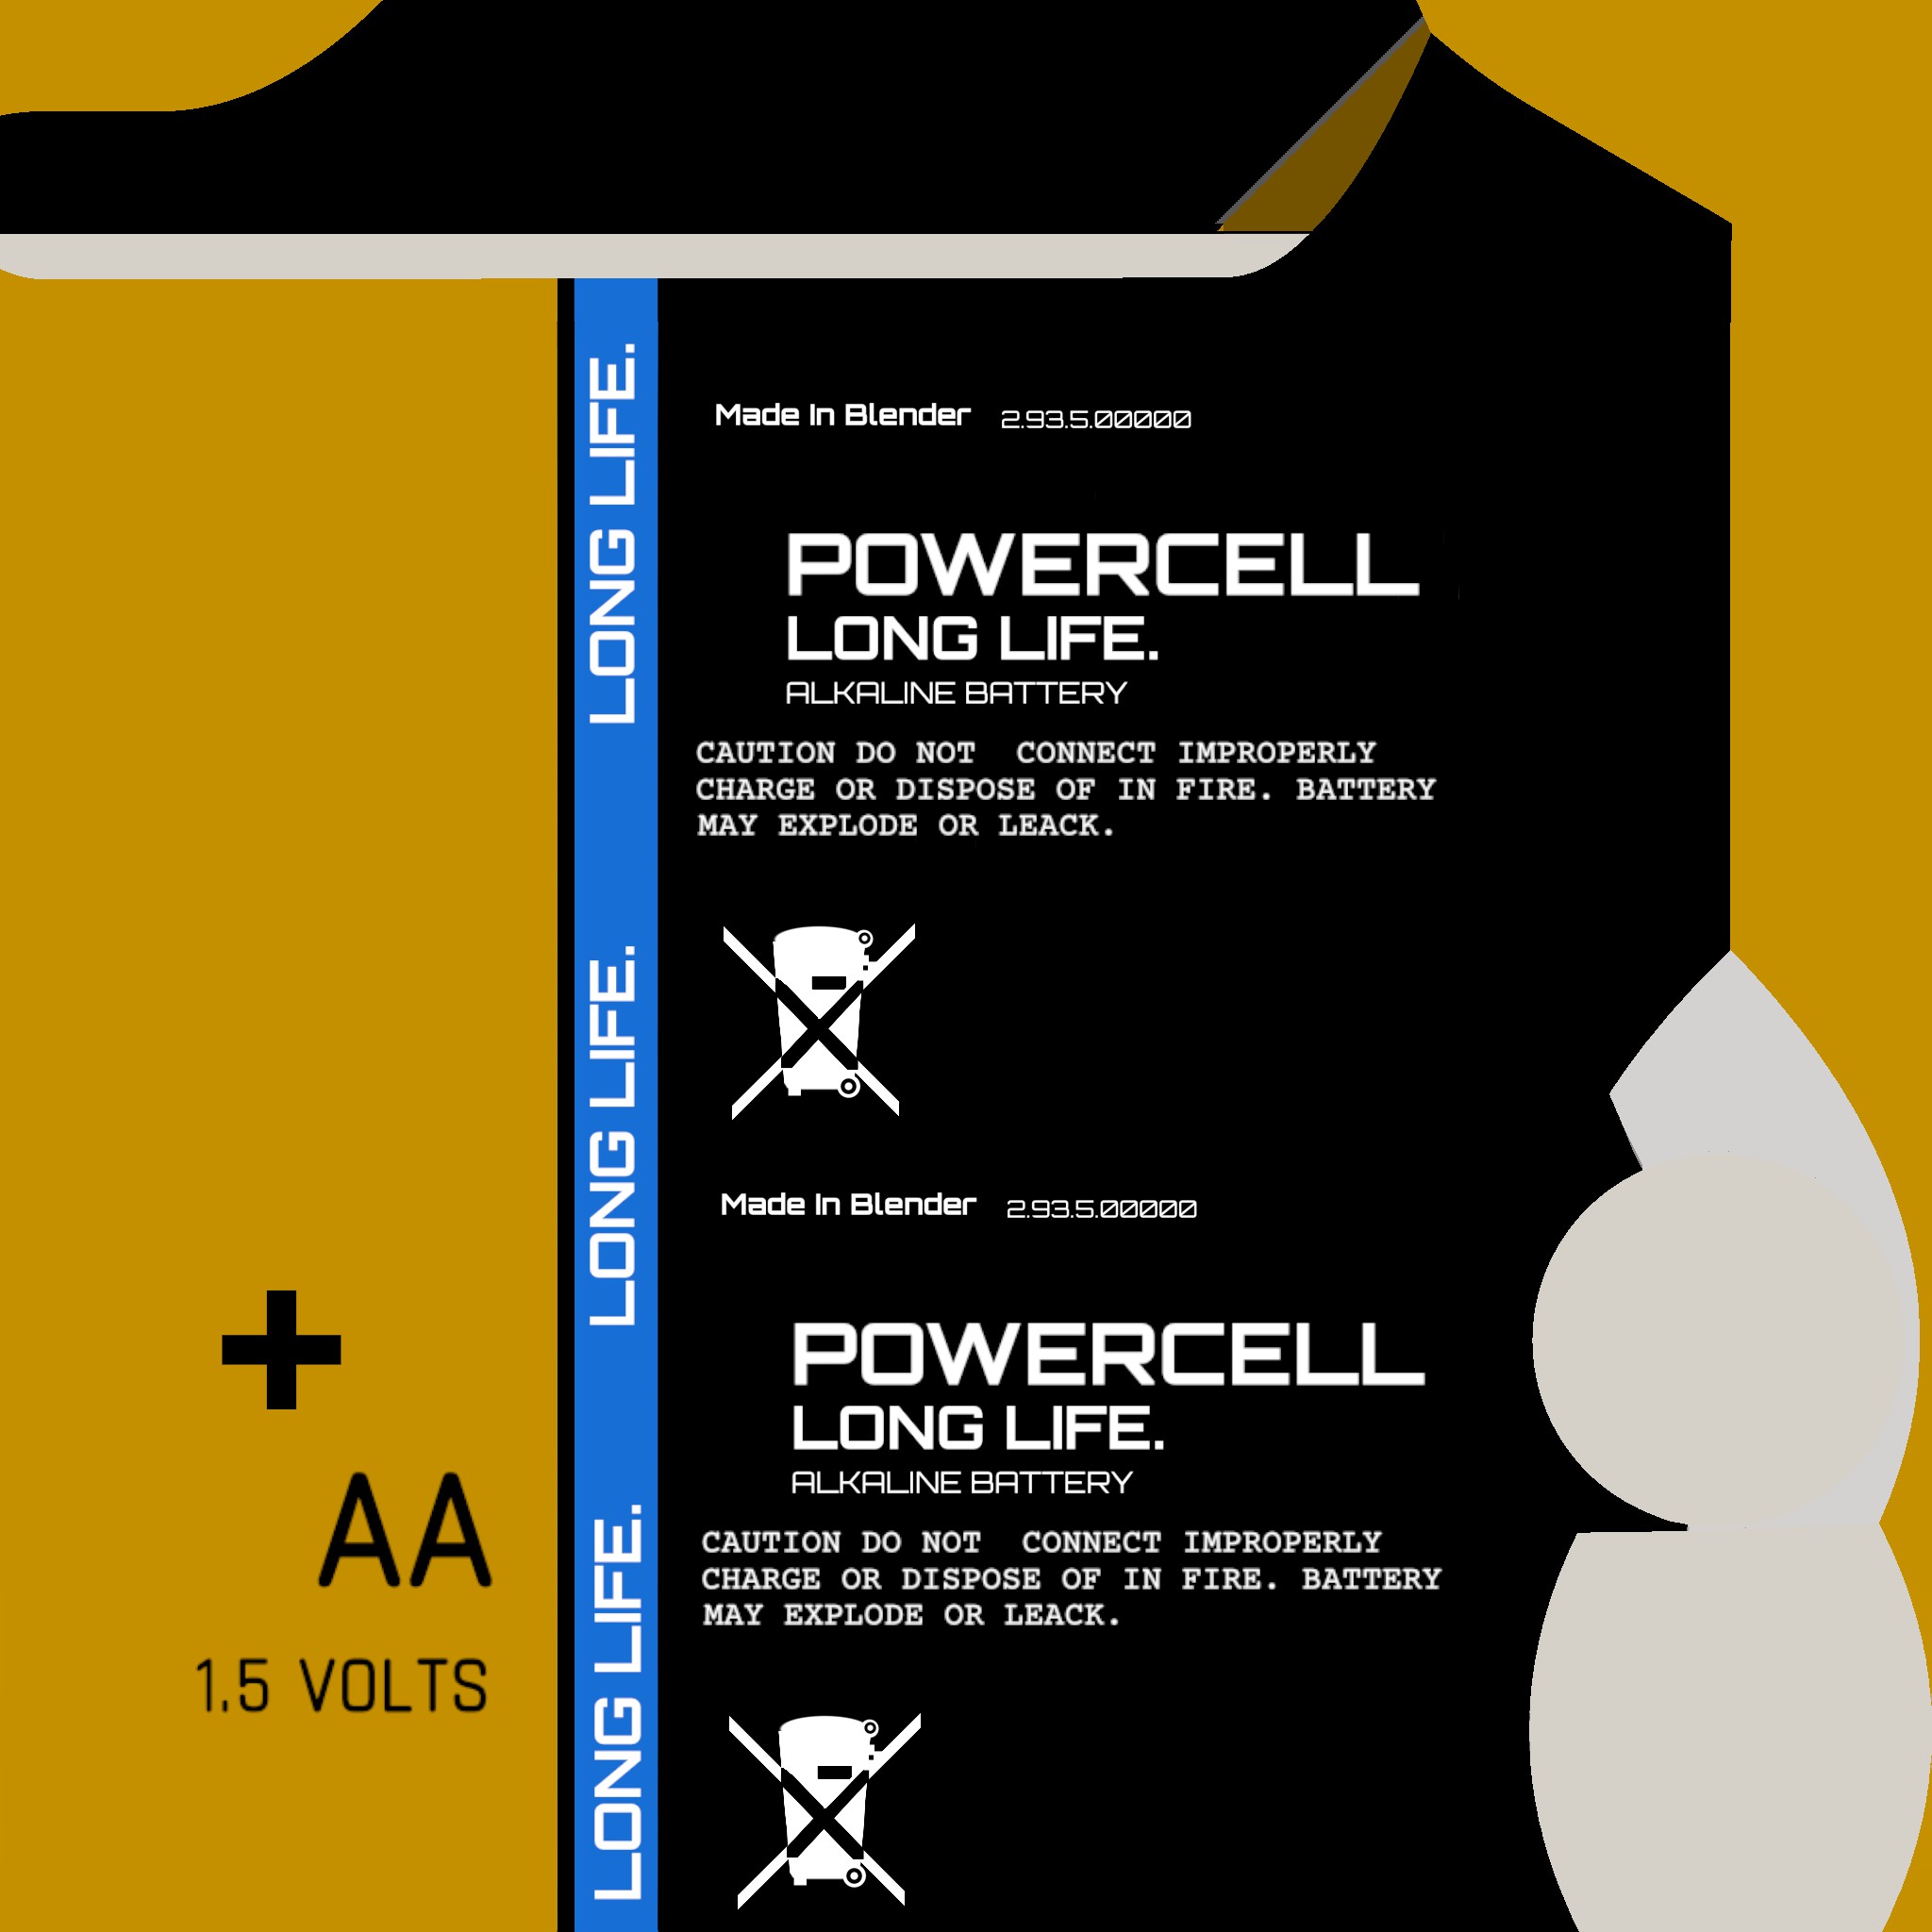 LONG LIFE.
Made In Blender 2.93.5.00000
POWERCELL
LONG LIFE.
ALKALINE BATTERY
CAUTION DO NOT  CONNECT IMPROPERLY
CHARGE OR DISPOSE OF IN FIRE. BATTERY
MAY EXPLODE OR LEACK.
LONG LIFE.
Made In Blender 2.93.5.00000
POWERCELL
LONG LIFE.
ALKALINE BATTERY
CAUTION DO NOT  CONNECT IMPROPERLY
CHARGE OR DISPOSE OF IN FIRE. BATTERY
MAY EXPLODE OR LEACK.
LONG LIFE.
+
AA
1.5 VOLTS